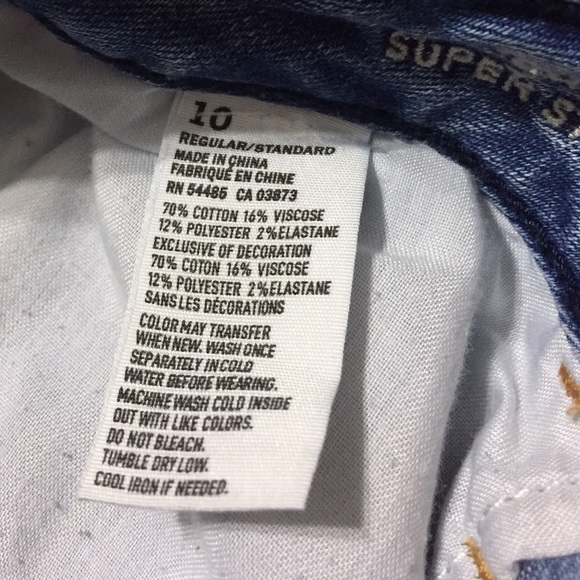 SUPER S
10
REGULAR/STANDARD
MADE IN CHINA
FABRIQUÉ EN CHINE
RN 54485 CA 03873
70% COTTON 16% VISCOSE
12% POLYESTER 2%ELASTANE
EXCLUSIVE OF DECORATION
70% COTON 16% VISCOSE
12% POLYESTER 2%ELASTANE
SANS LES DÉCORATIONS
COLOR MAY TRANSFER
WHEN NEW. WASH ONCE
SEPARATELY IN COLD
WATER BEFORE WEARING.
MACHINE WASH COLD INSIDE
OUT WITH LIKE COLORS.
DO NOT BLEACH.
TUMBLE DRY LOW.
COOL IRON IF NEEDED.